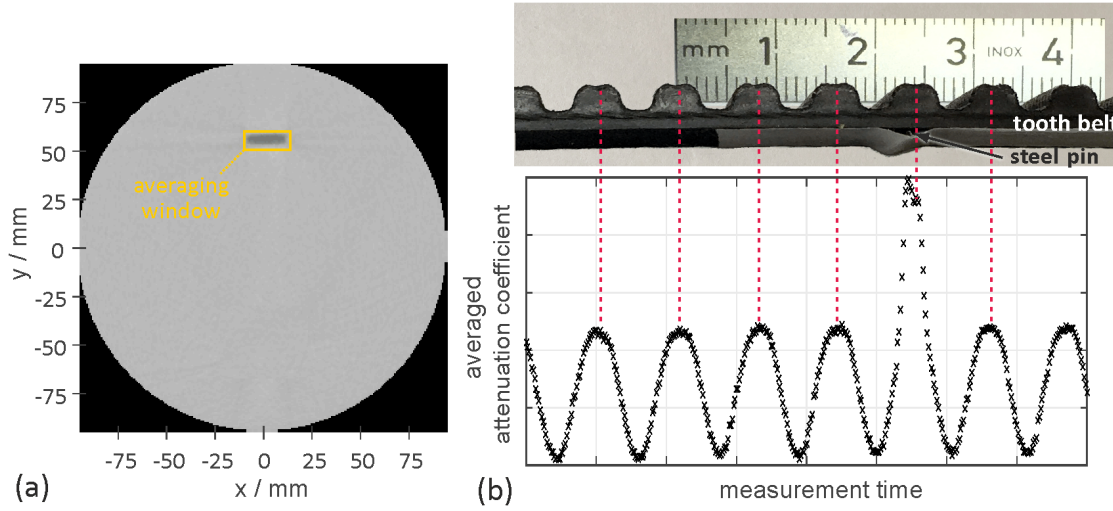 75
50
25
0
-25
-50
-75
y / mm
averaging
window
-75
-50
-25
0
25
50
75
x / mm
(a)
mm 1 2 3 INOX 4
tooth belt
steel pin
averaged
attenuation coefficient
measurement time
(b)